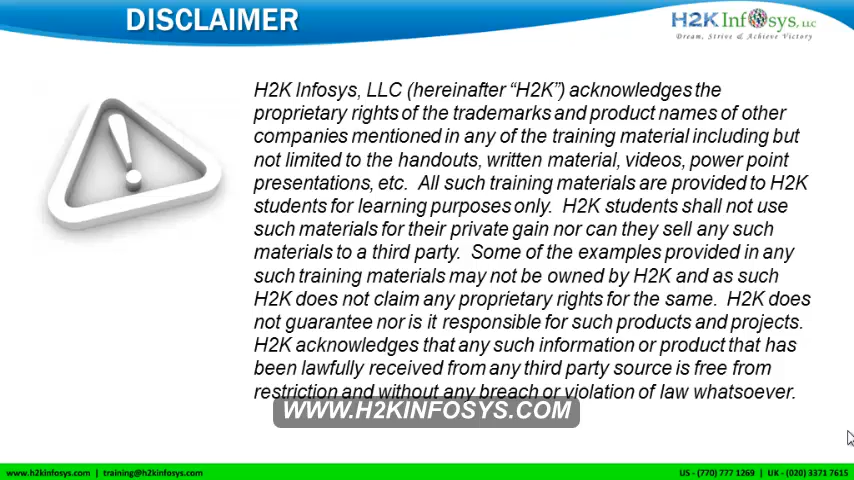 DISCLAIMER
H2K Infosys, LLC
Dream, Strive & Achieve Victory
H2K Infosys, LLC (hereinafter “H2K”) acknowledges the
proprietary rights of the trademarks and product names of other
companies mentioned in any of the training material including but
not limited to the handouts, written material, videos, power point
presentations, etc. All such training materials are provided to H2K
students for learning purposes only. H2K students shall not use
such materials for their private gain nor can they sell any such
materials to a third party. Some of the examples provided in any
such training materials may not be owned by H2K and as such
H2K does not claim any proprietary rights for the same. H2K does
not guarantee nor is it responsible for such products and projects.
H2K acknowledges that any such information or product that has
been lawfully received from any third party source is free from
restriction and without any breach or violation of law whatsoever.
WWW.H2KINFOSYS.COM
www.h2kinfosys.com | training@h2kinfosys.com
US - (770) 777 1269 | UK - (020) 3371 7615